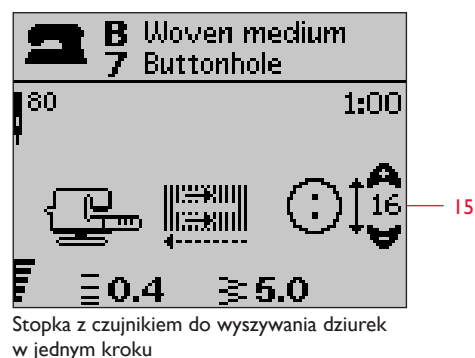 B Woven medium
7 Buttonhole
80 1:00
16 15
0.4 5.0
Stopka z czujnikiem do wyszywania dziurek
w jednym kroku